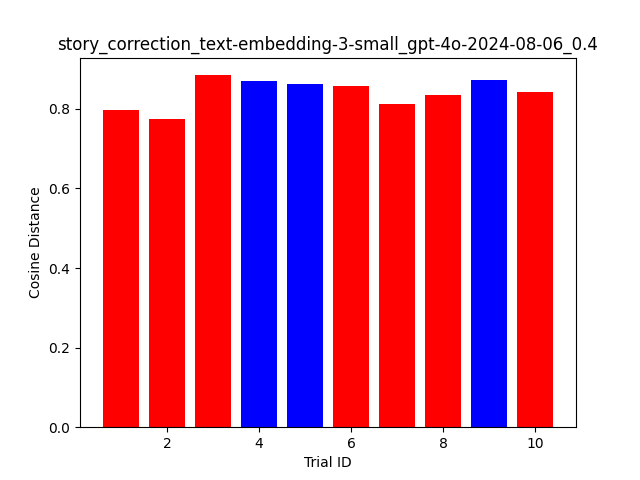 story_correction_text-embedding-3-small_gpt-4o-2024-08-06_0.4
Cosine Distance
0.8
0.6
0.4
0.2
0.0
2 4 6 8 10
Trial ID